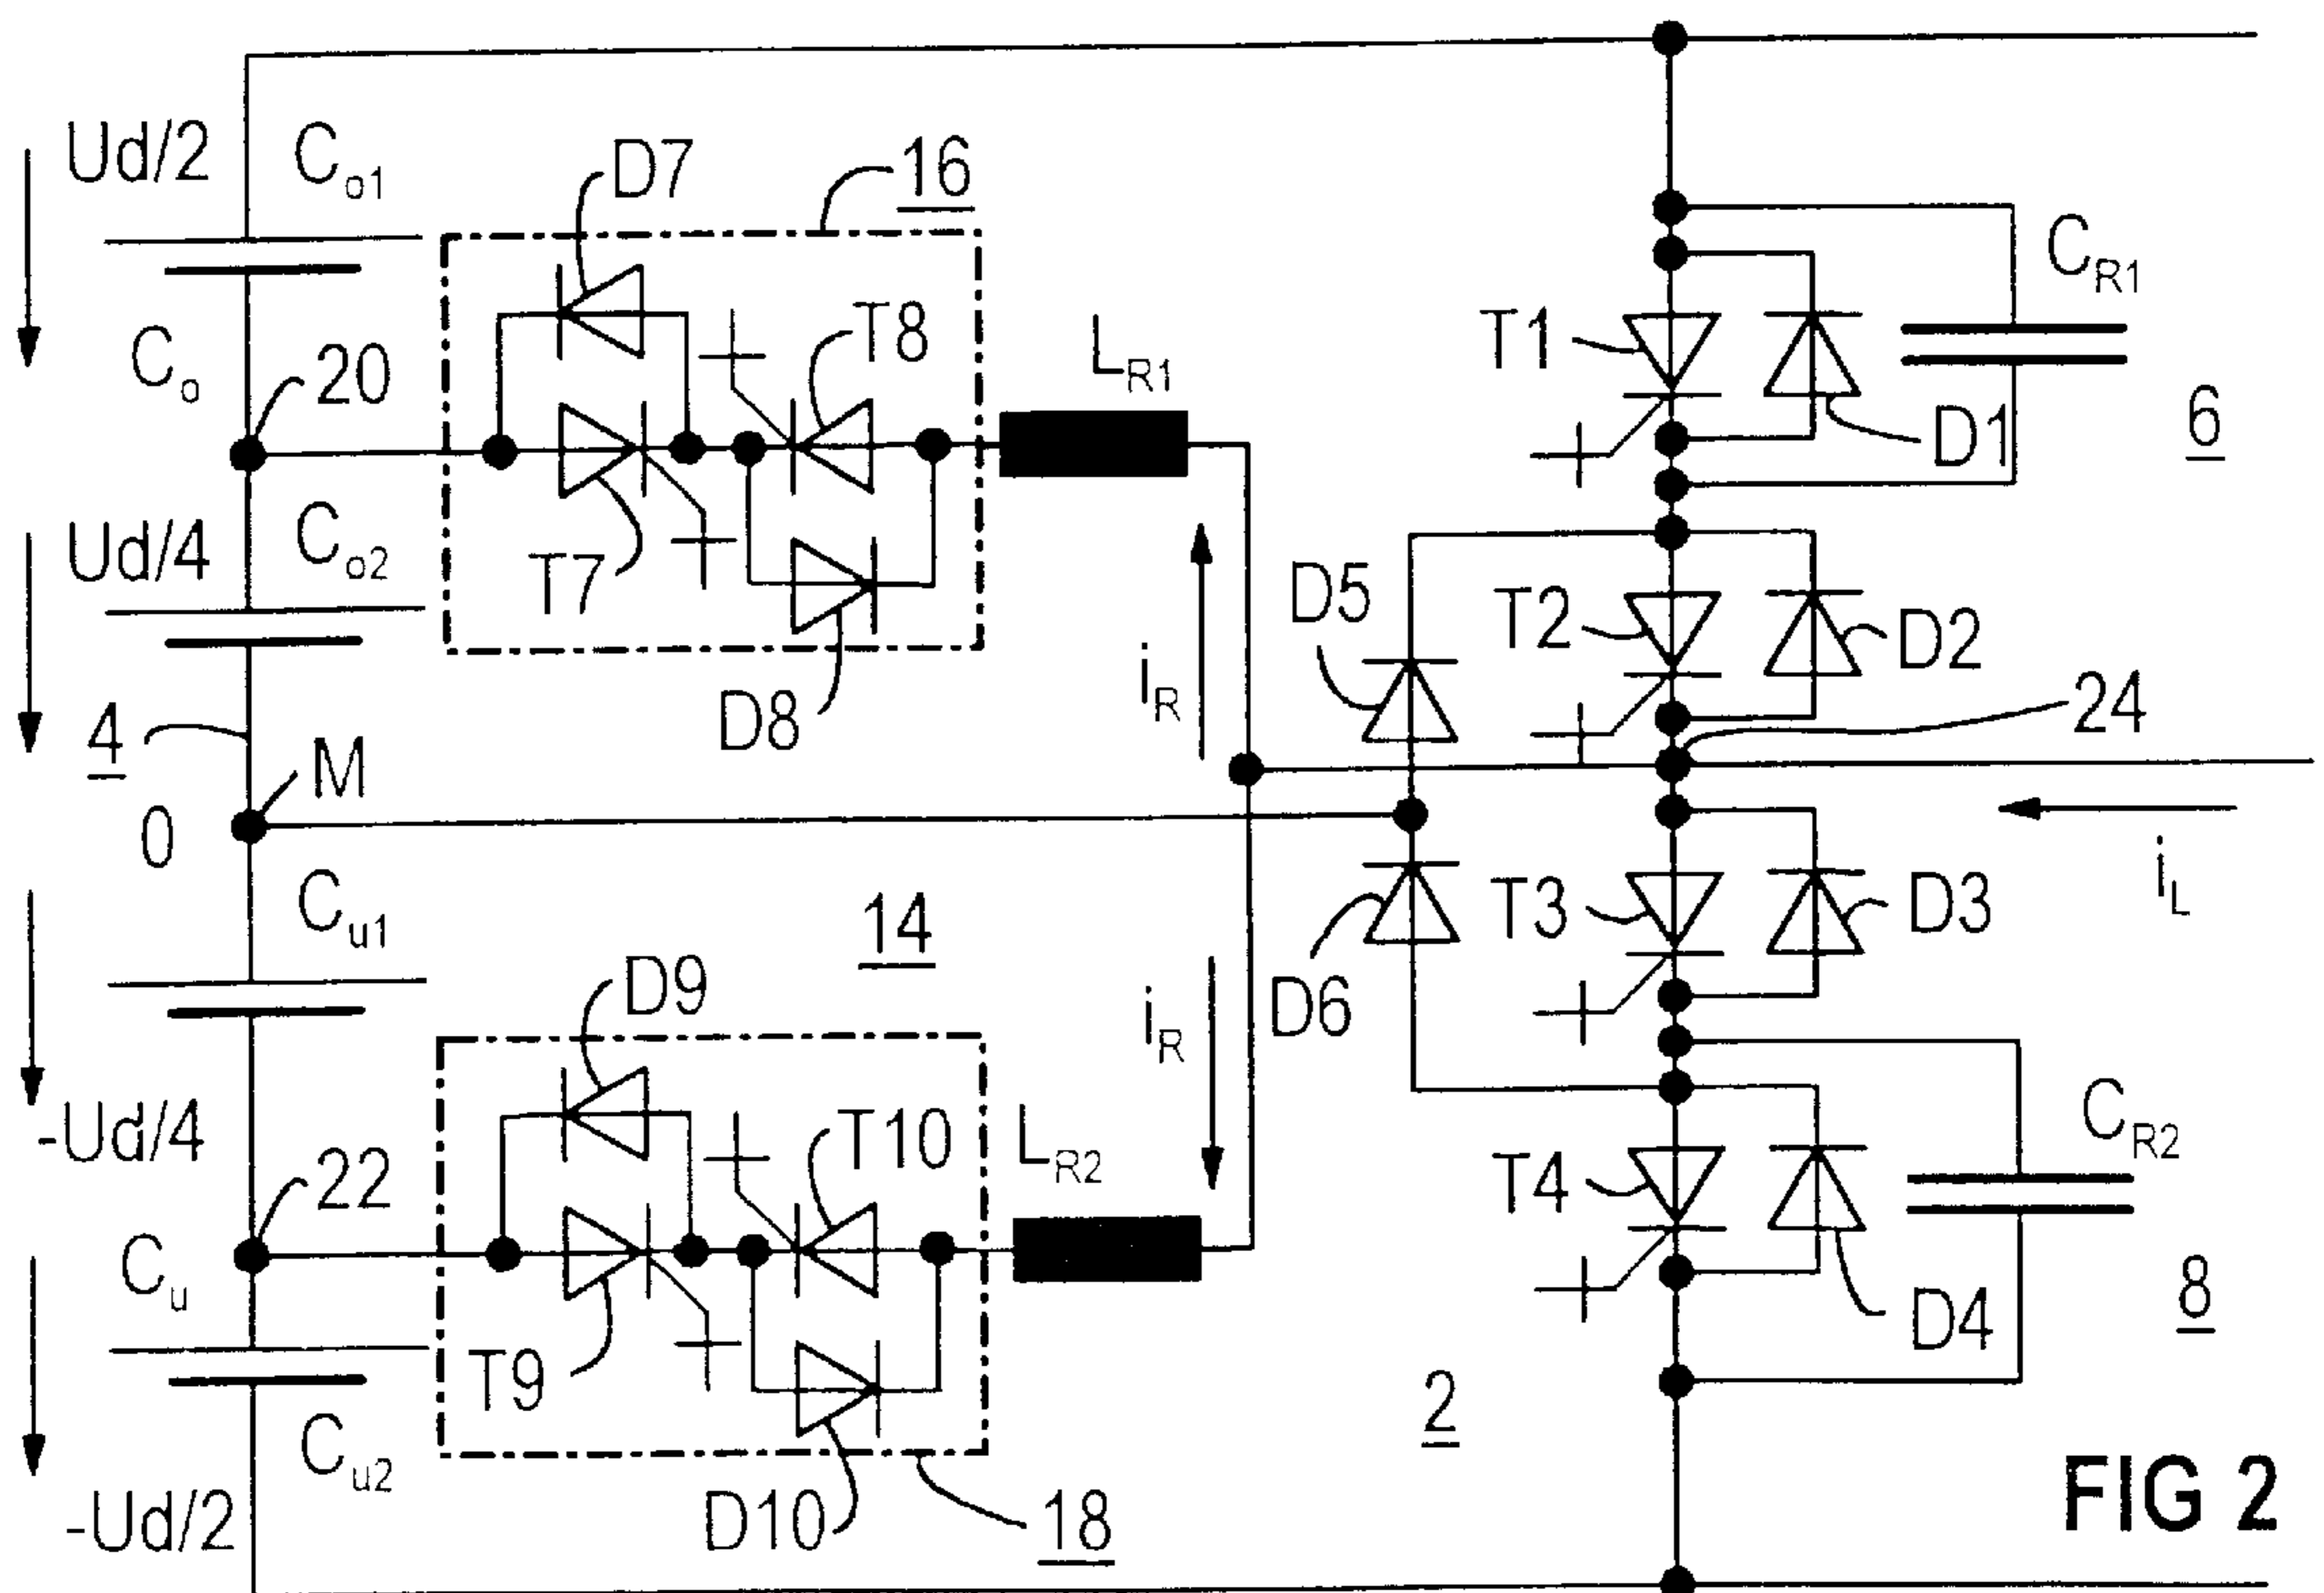 Ud/2
Co1
D7
16
CR1
T8
LR1
T1
Co
20
D1
6
Ud/4
Co2
T7
D5
T2
D2
iR
D8
24
4
M
0
Cu1
14
T3
D3
iL
D9
iR
D6
-Ud/4
T10
LR2
CR2
22
T4
Cu
D4
8
T9
2
Cu2
-Ud/2
D10
18
FIG 2